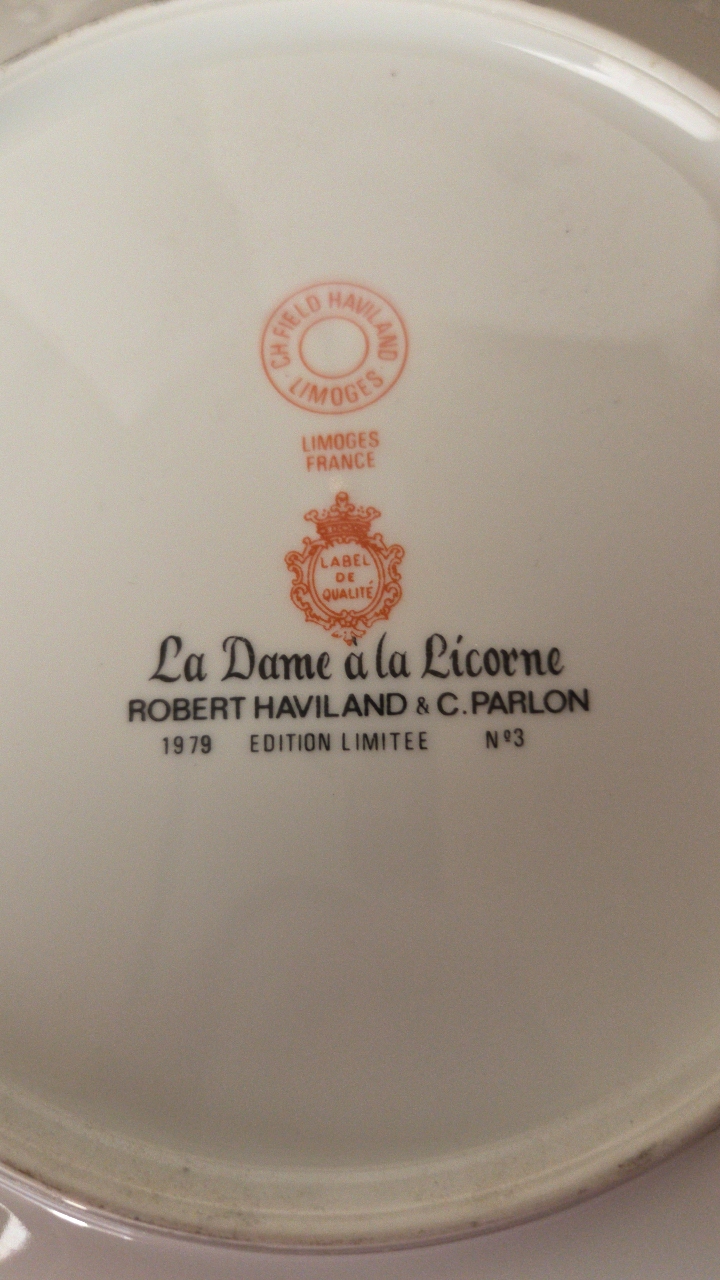 CH FIELD HAVILAND
LIMOGES
LIMOGES
FRANCE
LABEL
DE
QUALITÉ
La Dame à la Licorne
ROBERT HAVILAND & C. PARLON
1979 EDITION LIMITEE Nº3